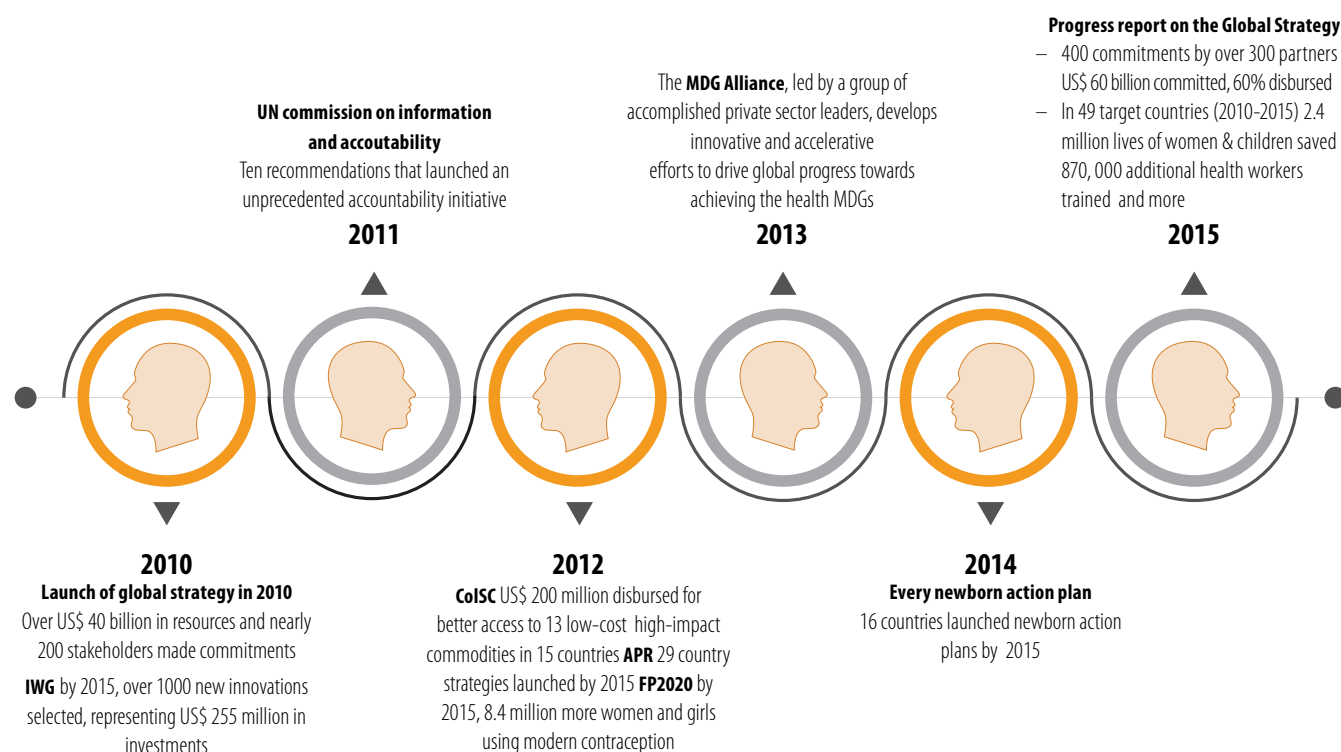 2010
Launch of global strategy in 2010
Over US$ 40 billion in resources and nearly
200 stakeholders made commitments
IWG by 2015, over 1000 new innovations
selected, representing US$ 255 million in
investments
UN commission on information
and accoutability
Ten recommendations that launched an
unprecedented accountability initiative
2011
2012
CoISC US$ 200 million disbursed for
better access to 13 low-cost high-impact
commodities in 15 countries APR 29 country
strategies launched by 2015 FP2020 by
2015, 8.4 million more women and girls
using modern contraception
The MDG Alliance, led by a group of
accomplished private sector leaders, develops
innovative and accelerative
efforts to drive global progress towards
achieving the health MDGs
2013
2014
Every newborn action plan
16 countries launched newborn action
plans by 2015
Progress report on the Global Strategy
– 400 commitments by over 300 partners
US$ 60 billion committed, 60% disbursed
– In 49 target countries (2010-2015) 2.4
million lives of women & children saved
870, 000 additional health workers
trained and more
2015